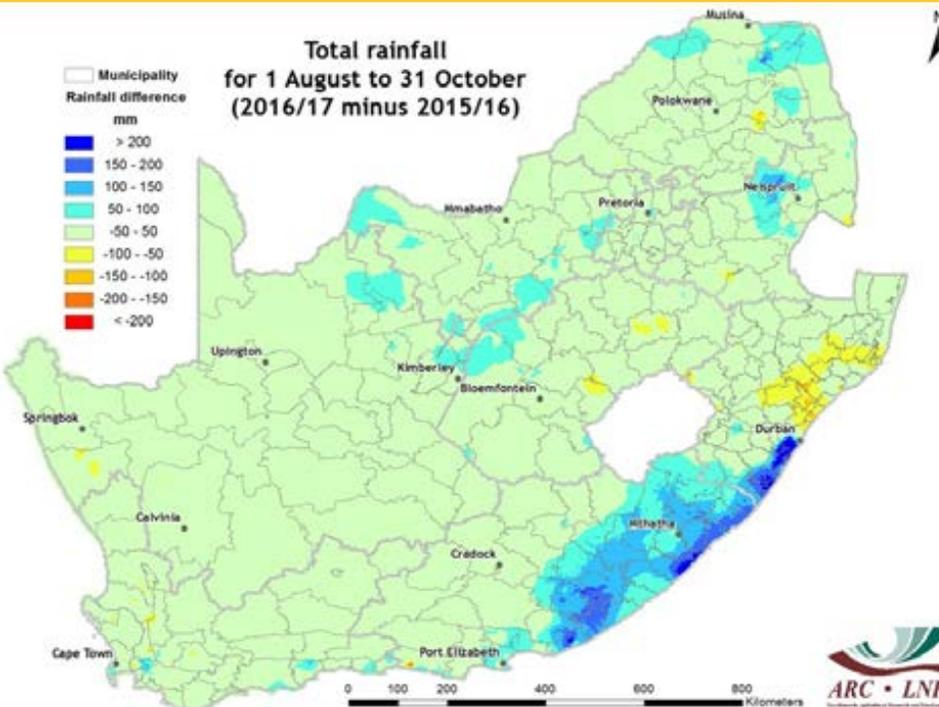 Total rainfall
for 1 August to 31 October
(2016/17 minus 2015/16)
Municipality
Rainfall difference
mm
> 200
150 - 200
100 - 150
50 - 100
-50 - 50
-100 - -50
-150 - -100
-200 - -150
< -200
Musina
Polokwane
Nelspruit
Pretoria
Mmabatho
Upington
Kimberley
Bloemfontein
Springbok
Durban
Calvinia
Mthatha
Cradock
Cape Town
Port Elizabeth
0 100 200 400 600 800
Kilometers
ARC • LNR